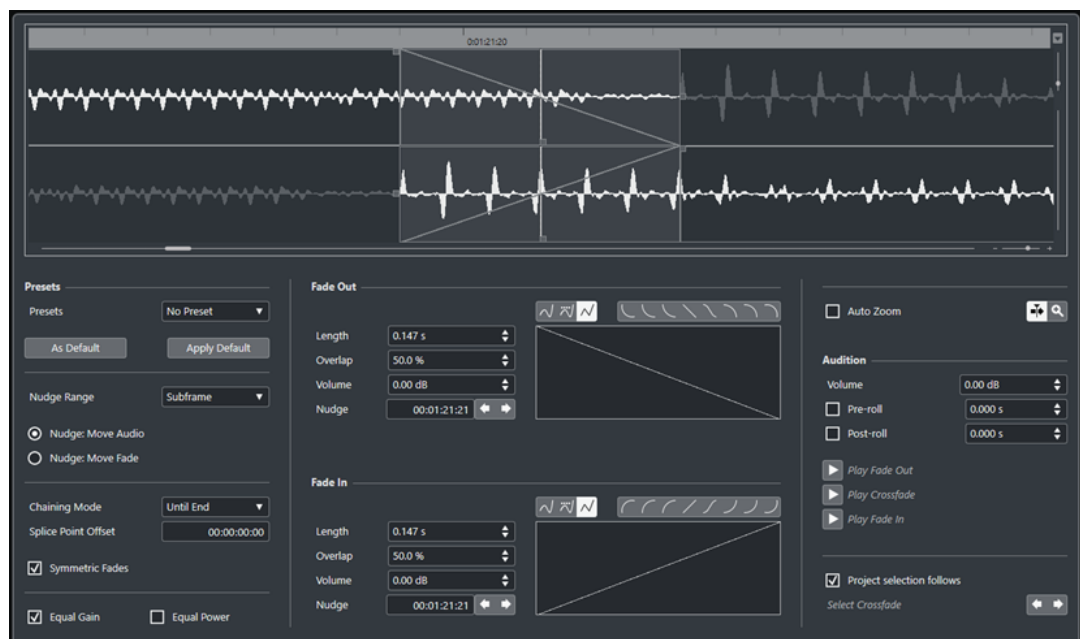 0:01:21:20
Presets
Presets No Preset
As Default Apply Default
Nudge Range Subframe
Nudge: Move Audio
Nudge: Move Fade
Chaining Mode Until End
Splice Point Offset 00:00:00:00
Symmetric Fades
Equal Gain Equal Power
Fade Out
Length 0.147 s
Overlap 50.0 %
Volume 0.00 dB
Nudge 00:01:21:21
Fade In
Length 0.147 s
Overlap 50.0 %
Volume 0.00 dB
Nudge 00:01:21:21
Auto Zoom
Audition
Volume 0.00 dB
Pre-roll 0.000 s
Post-roll 0.000 s
Play Fade Out
Play Crossfade
Play Fade In
Project selection follows
Select Crossfade